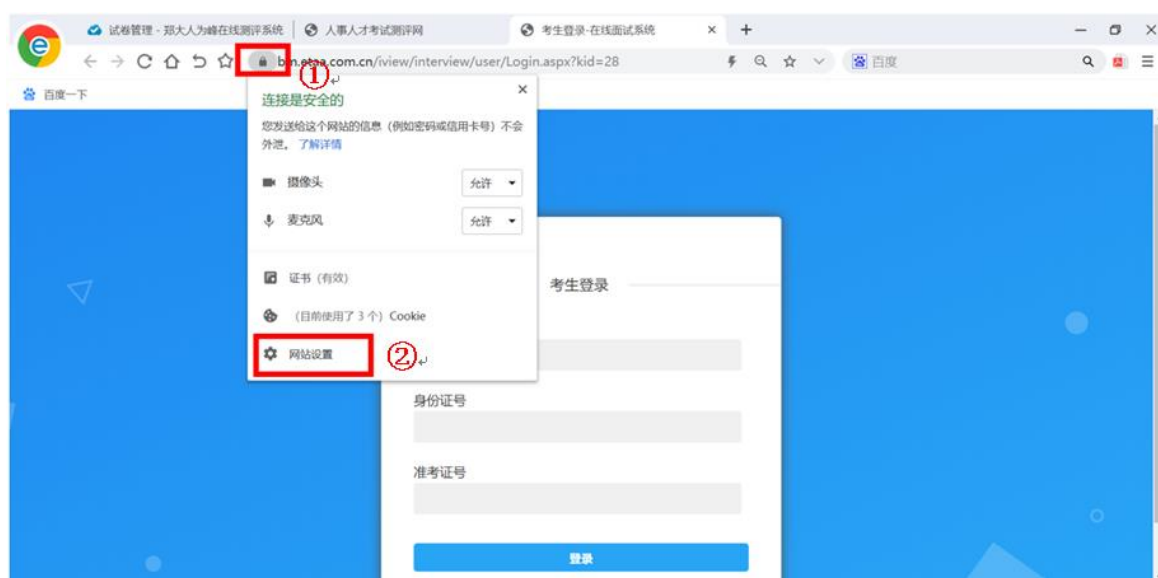 试卷管理 - 郑大人为峰在线测评系统
人事人才考试测评网
考生登录-在线面试系统
bm.etaa.com.cn/iview/interview/user/Login.aspx?kid=28
百度
百度一下
①
连接是安全的
您发送给这个网站的信息（例如密码或信用卡号）不会
外泄。 了解详情
摄像头 允许
麦克风 允许
证书（有效）
（目前使用了 3 个）Cookie
网站设置
②
考生登录
身份证号
准考证号
登录